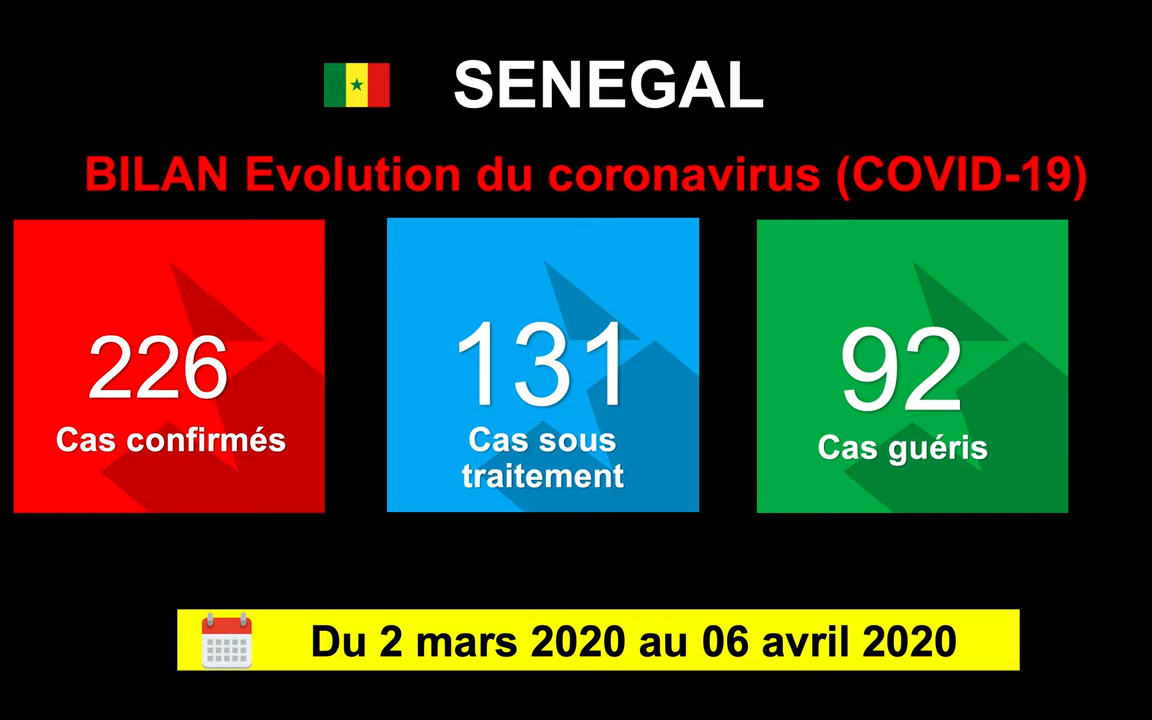 SENEGAL
BILAN Evolution du coronavirus (COVID-19)
226
Cas confirmés
131
Cas sous
traitement
92
Cas guéris
Du 2 mars 2020 au 06 avril 2020